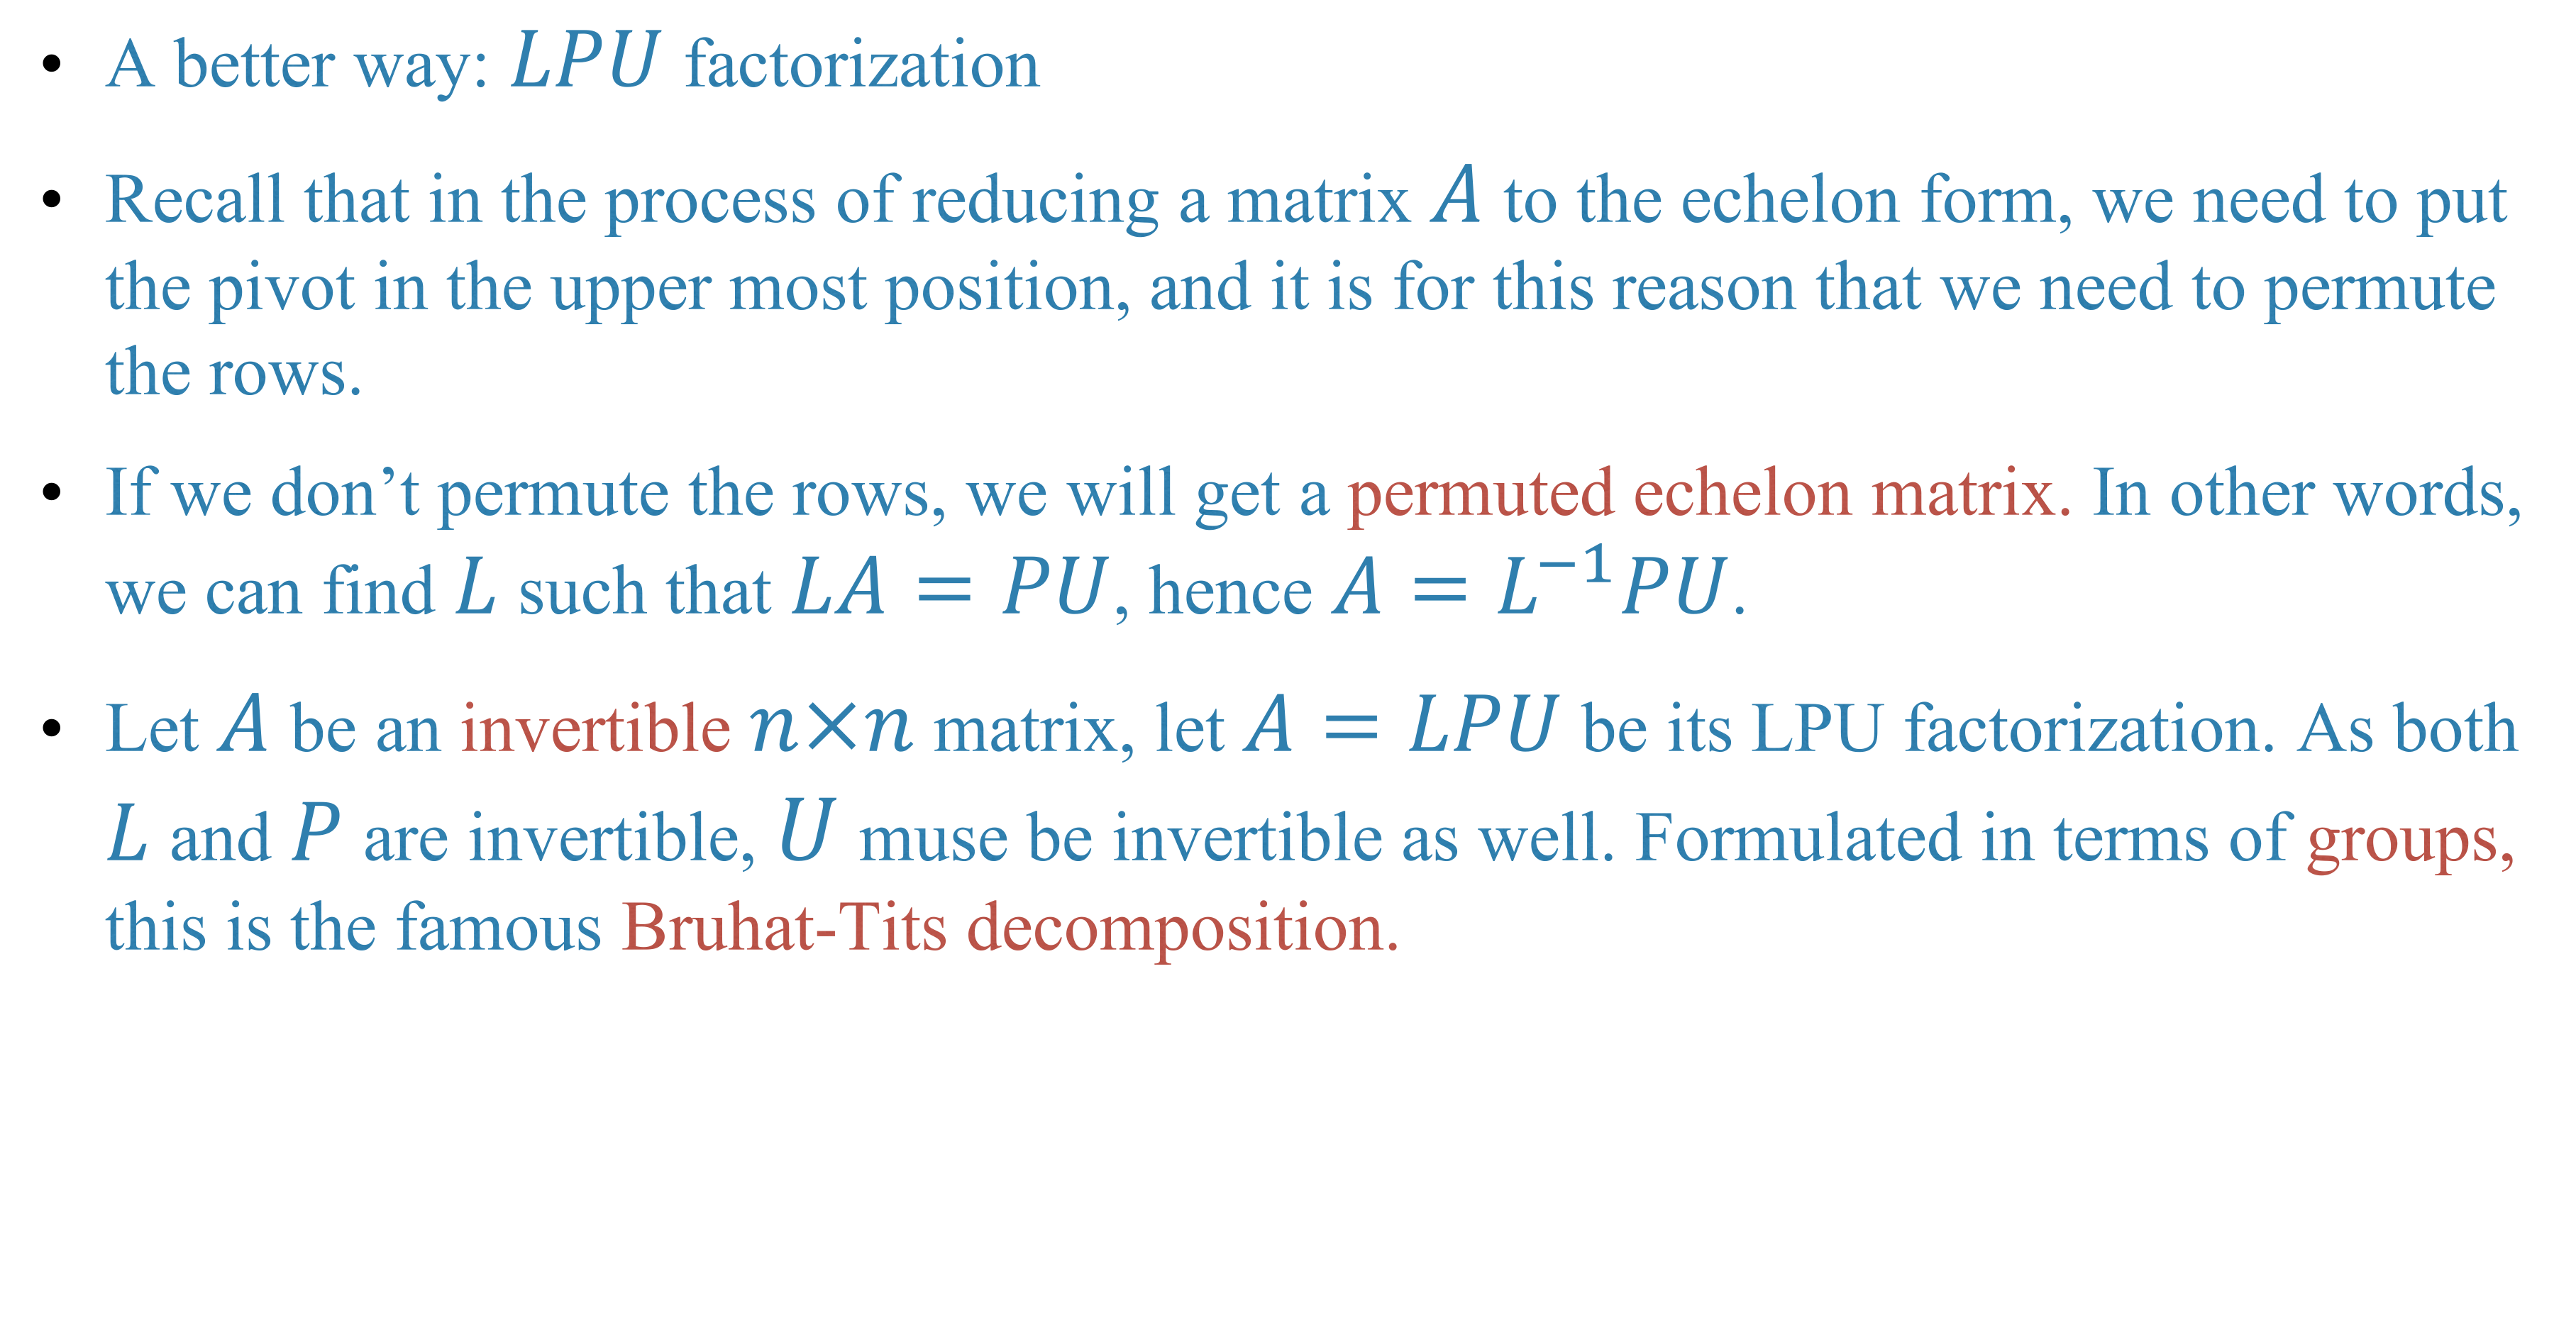 • A better way: LPU factorization
• Recall that in the process of reducing a matrix A to the echelon form, we need to put
the pivot in the upper most position, and it is for this reason that we need to permute
the rows.
• If we don’t permute the rows, we will get a permuted echelon matrix. In other words,
we can find L such that LA = PU, hence A = L⁻¹PU.
• Let A be an invertible n×n matrix, let A = LPU be its LPU factorization. As both
L and P are invertible, U muse be invertible as well. Formulated in terms of groups,
this is the famous Bruhat-Tits decomposition.